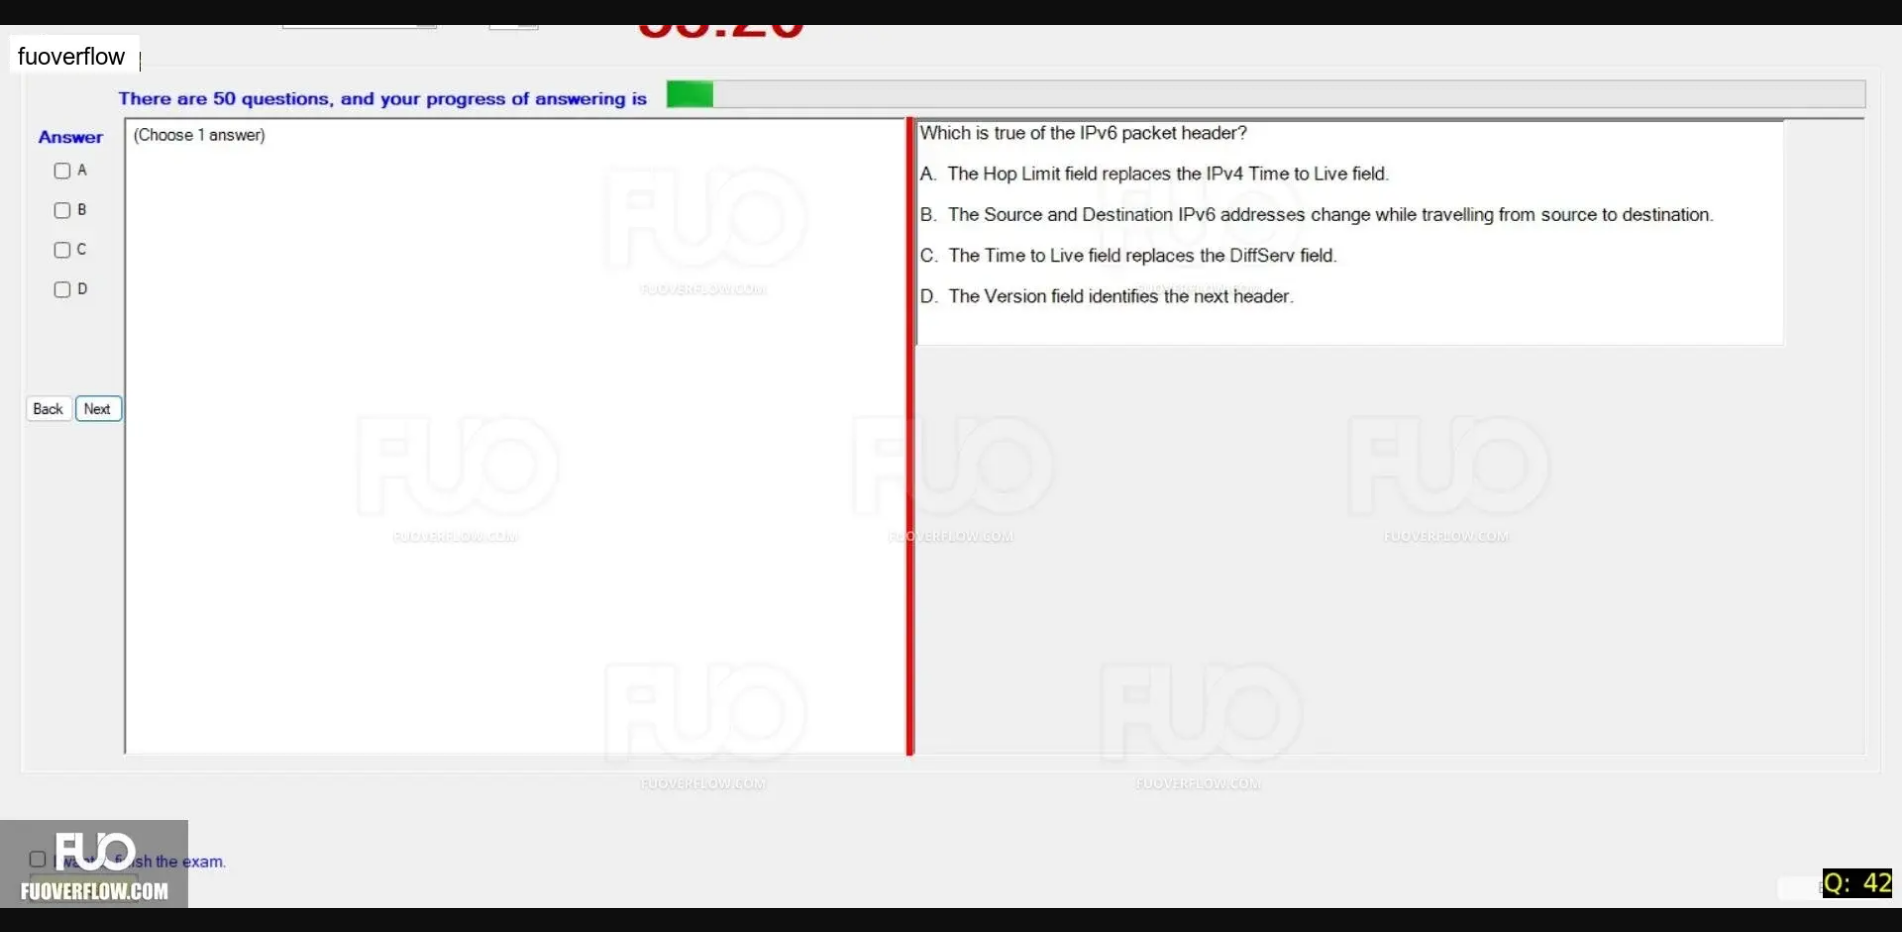 fuoverflow
There are 50 questions, and your progress of answering is
Answer
(Choose 1 answer)
A
B
C
D
Back
Next
Which is true of the IPv6 packet header?
A. The Hop Limit field replaces the IPv4 Time to Live field.
B. The Source and Destination IPv6 addresses change while travelling from source to destination.
C. The Time to Live field replaces the DiffServ field.
D. The Version field identifies the next header.
FUO
FUOVERFLOW.COM
FUO
FUOVERFLOW.COM
FUO
FUOVERFLOW.COM
FUO
FUOVERFLOW.COM
FUO
FUOVERFLOW.COM
FUO
FUOVERFLOW.COM
FUO
FUOVERFLOW.COM
the exam.
FUO
FUOVERFLOW.COM
Q: 42